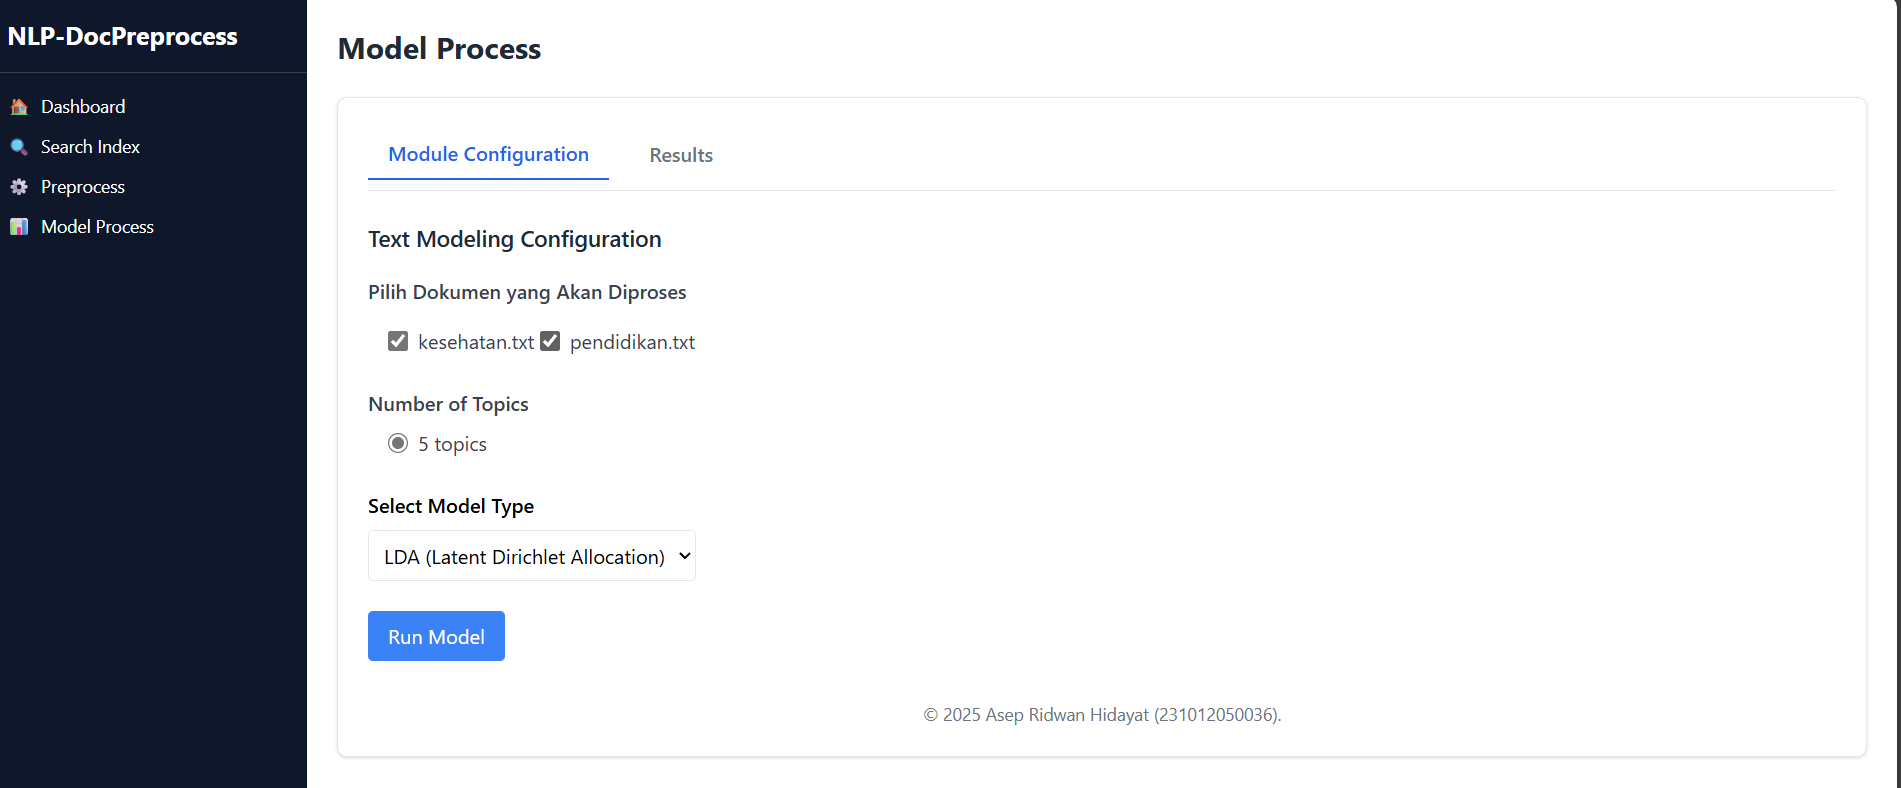 NLP-DocPreprocess
Dashboard
Search Index
Preprocess
Model Process
Model Process
Module Configuration
Results
Text Modeling Configuration
Pilih Dokumen yang Akan Diproses
kesehatan.txt pendidikan.txt
Number of Topics
5 topics
Select Model Type
LDA (Latent Dirichlet Allocation)
Run Model
© 2025 Asep Ridwan Hidayat (231012050036).